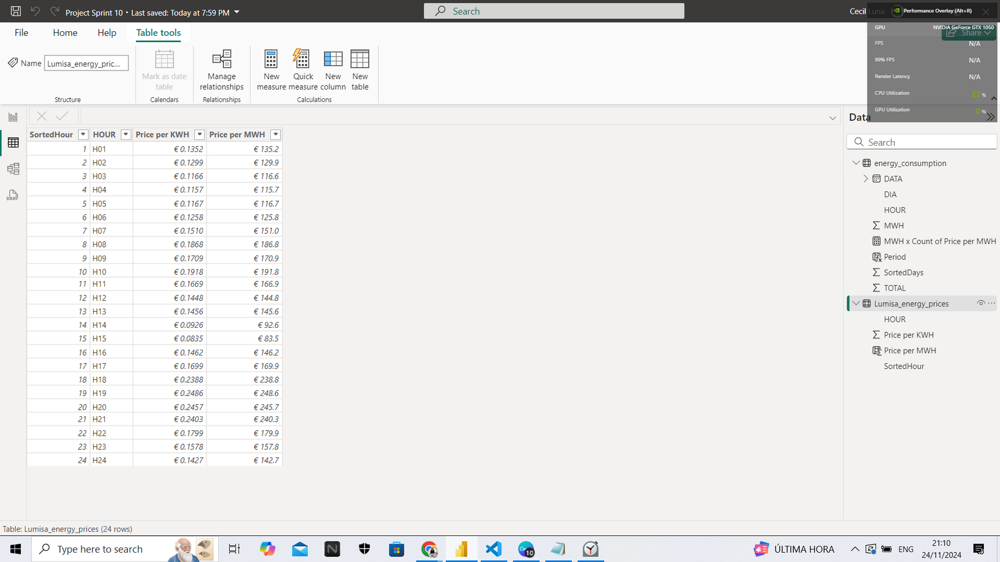 Project Sprint 10 • Last saved: Today at 7:59 PM
Search
Cecil Luna
Performance Overlay (Alt+R)
GPU NVIDIA GeForce GTX 1050
Share
FPS N/A
99% FPS N/A
Render Latency N/A
CPU Utilization 23 %
GPU Utilization 0 %
File Home Help Table tools
Name Lumisa_energy_pric...
Mark as date table
Manage relationships
New measure
Quick measure
New column
New table
Structure Calendars Relationships Calculations
SortedHour HOUR Price per KWH Price per MWH
1 H01 € 0.1352 € 135.2
2 H02 € 0.1299 € 129.9
3 H03 € 0.1166 € 116.6
4 H04 € 0.1157 € 115.7
5 H05 € 0.1167 € 116.7
6 H06 € 0.1258 € 125.8
7 H07 € 0.1510 € 151.0
8 H08 € 0.1868 € 186.8
9 H09 € 0.1709 € 170.9
10 H10 € 0.1918 € 191.8
11 H11 € 0.1669 € 166.9
12 H12 € 0.1448 € 144.8
13 H13 € 0.1456 € 145.6
14 H14 € 0.0926 € 92.6
15 H15 € 0.0835 € 83.5
16 H16 € 0.1462 € 146.2
17 H17 € 0.1699 € 169.9
18 H18 € 0.2388 € 238.8
19 H19 € 0.2486 € 248.6
20 H20 € 0.2457 € 245.7
21 H21 € 0.2403 € 240.3
22 H22 € 0.1799 € 179.9
23 H23 € 0.1578 € 157.8
24 H24 € 0.1427 € 142.7
Data
Search
energy_consumption
DATA
DIA
HOUR
MWH
MWH x Count of Price per MWH
Period
SortedDays
TOTAL
Lumisa_energy_prices
HOUR
Price per KWH
Price per MWH
SortedHour
DAX
Table: Lumisa_energy_prices (24 rows)
Type here to search
N
10
ÚLTIMA HORA
ENG
21:10
24/11/2024